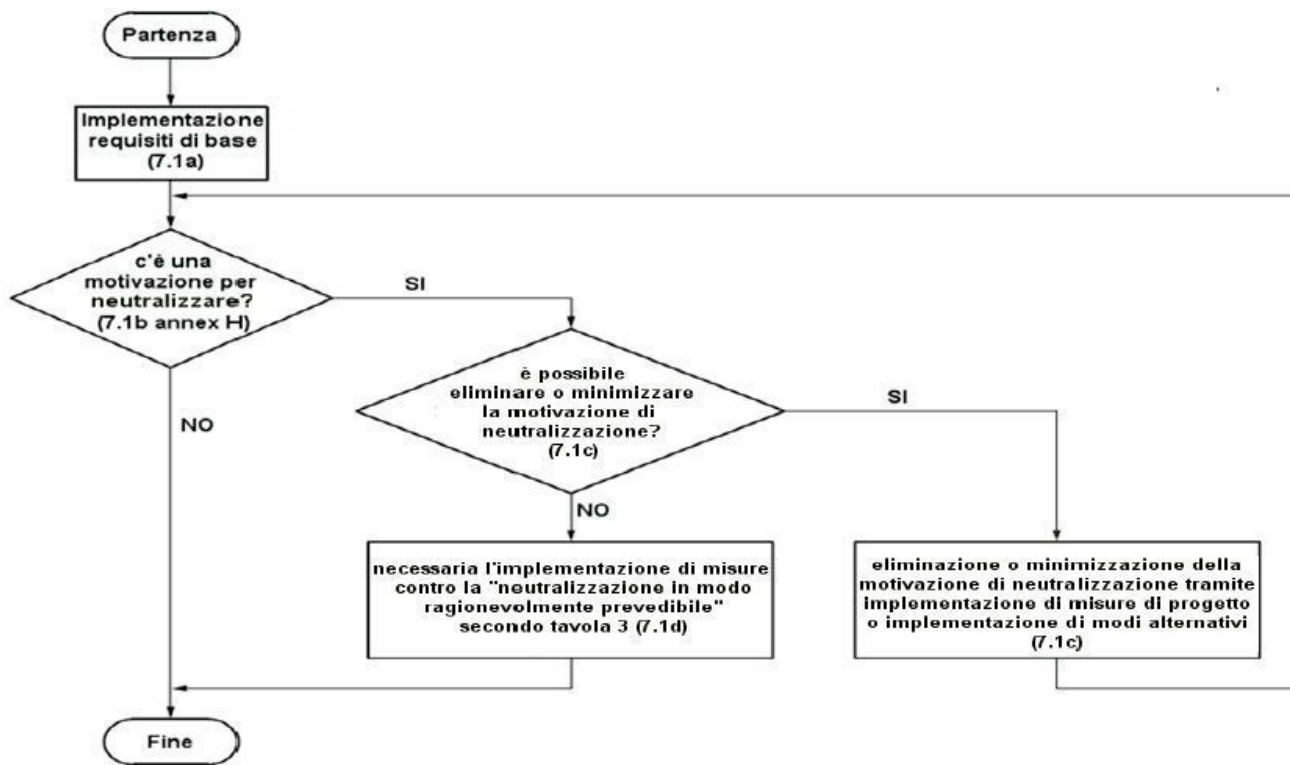 Partenza
Implementazione
requisiti di base
(7.1a)
c'è una
motivazione per
neutralizzare?
(7.1b annex H)
SI
NO
è possibile
eliminare o minimizzare
la motivazione di
neutralizzazione?
(7.1c)
SI
NO
necessaria l'implementazione di misure
contro la "neutralizzazione in modo
ragionevolmente prevedibile"
secondo tavola 3 (7.1d)
eliminazione o minimizzazione della
motivazione di neutralizzazione tramite
implementazione di misure di progetto
o implementazione di modi alternativi
(7.1c)
Fine